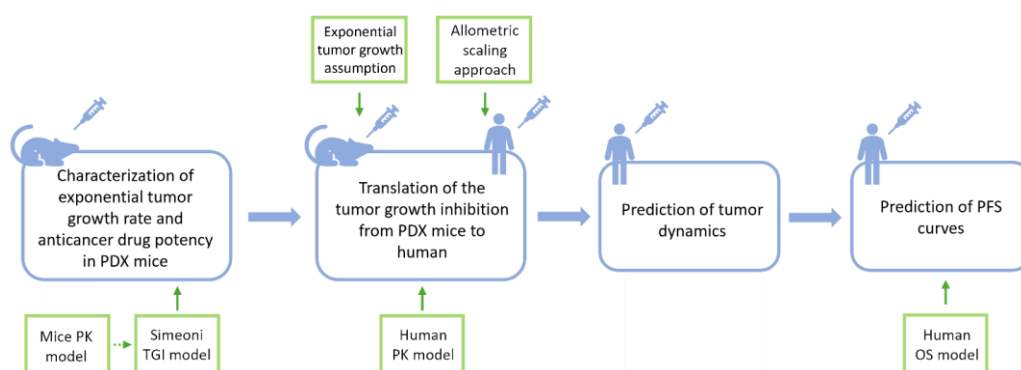 Exponential
tumor growth
assumption
Allometric
scaling
approach
Characterization of
exponential tumor
growth rate and
anticancer drug potency
in PDX mice
Translation of the
tumor growth inhibition
from PDX mice to
human
Prediction of tumor
dynamics
Prediction of PFS
curves
Mice PK
model
Simeoni
TGI model
Human
PK model
Human
OS model